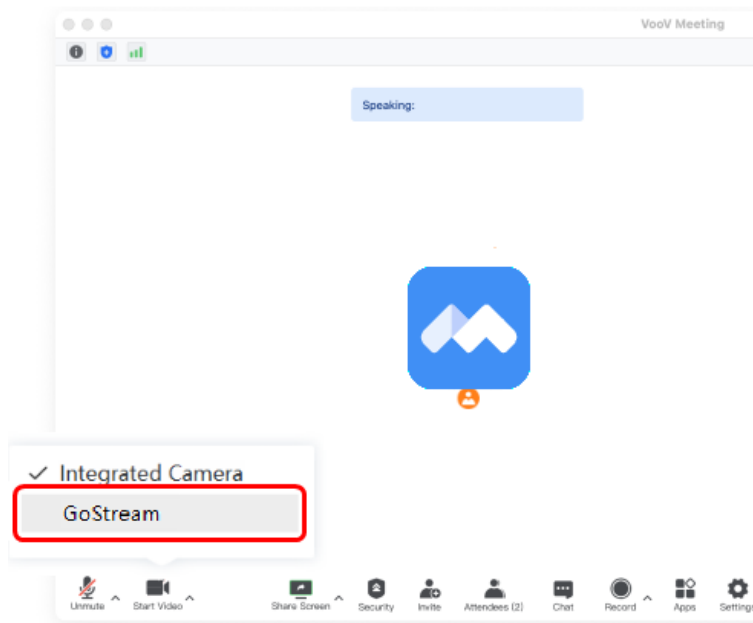 VooV Meeting
Speaking:
Integrated Camera
GoStream
Unmute
Start Video
Share Screen
Security
Invite
Attendees (2)
Chat
Record
Apps
Settings